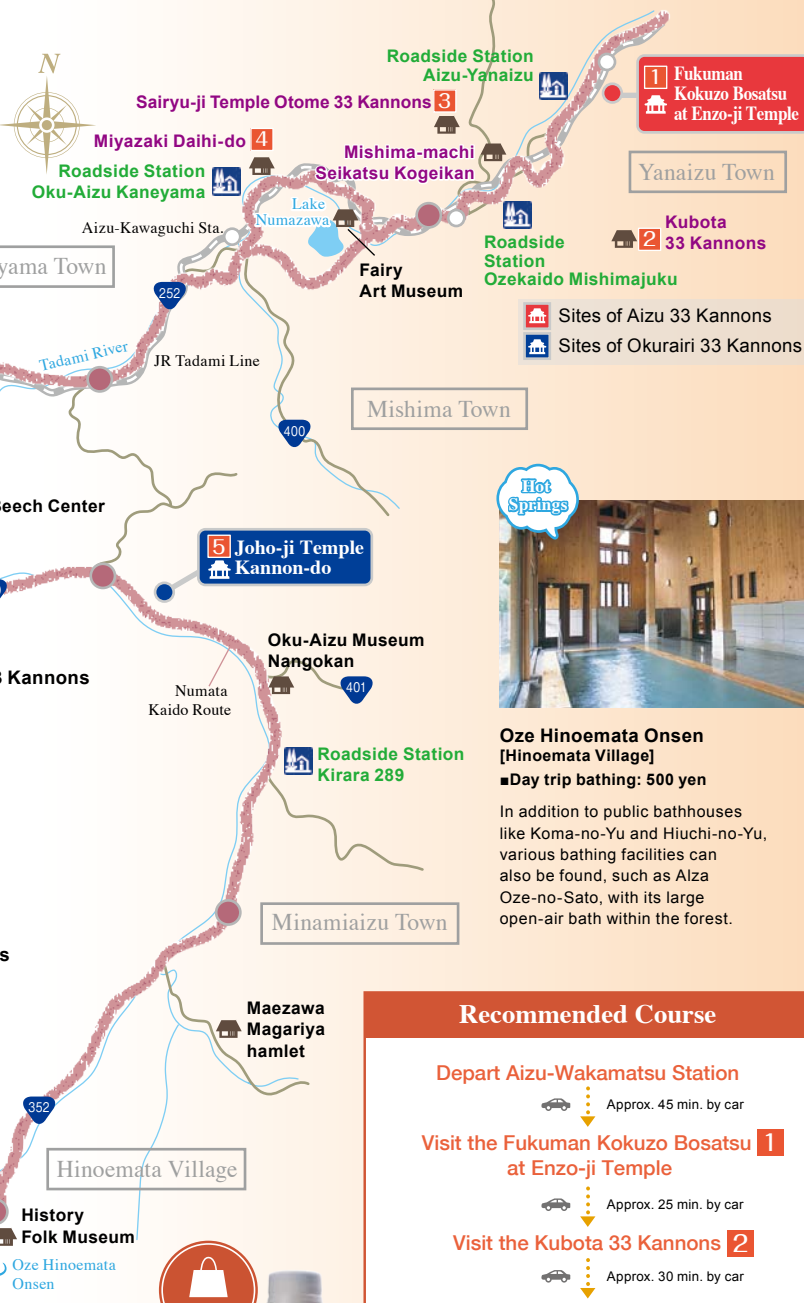 N
Roadside Station
Aizu-Yanaizu
1 Fukuman
Kokuzo Bosatsu
at Enzo-ji Temple
Sairyu-ji Temple Otome 33 Kannons 3
Miyazaki Daihi-do 4
Mishima-machi
Seikatsu Kogeikan
Yanaizu Town
Roadside Station
Oku-Aizu Kaneyama
Lake
Numazawa
Aizu-Kawaguchi Sta.
Kubota
2 33 Kannons
Roadside
Station
Ozekaido Mishimajuku
yama Town
Fairy
Art Museum
252
Sites of Aizu 33 Kannons
Sites of Okurairi 33 Kannons
Tadami River
JR Tadami Line
Mishima Town
400
Beech Center
Hot
Springs
5 Joho-ji Temple
Kannon-do
Oku-Aizu Museum
Nangokan
401
3 Kannons
Numata
Kaido Route
Roadside Station
Kirara 289
Oze Hinoemata Onsen
[Hinoemata Village]
■Day trip bathing: 500 yen
In addition to public bathhouses
like Koma-no-Yu and Hiuchi-no-Yu,
various bathing facilities can
also be found, such as Alza
Oze-no-Sato, with its large
open-air bath within the forest.
Minamiaizu Town
s
Maezawa
Magariya
hamlet
352
Hinoemata Village
History
Folk Museum
Oze Hinoemata
Onsen
Recommended Course
Depart Aizu-Wakamatsu Station
Approx. 45 min. by car
Visit the Fukuman Kokuzo Bosatsu 1
at Enzo-ji Temple
Approx. 25 min. by car
Visit the Kubota 33 Kannons 2
Approx. 30 min. by car